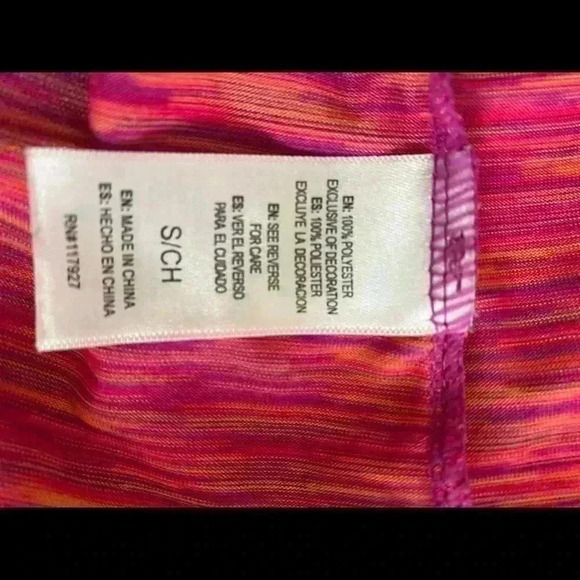 EN: 100% POLYESTER
EXCLUSIVE OF DECORATION
ES: 100% POLIESTER
EXCLUYE LA DECORACION
EN: SEE REVERSE
FOR CARE
ES: VER EL REVERSO
PARA EL CUIDADO
S/CH
EN: MADE IN CHINA
ES: HECHO EN CHINA
RN#117927